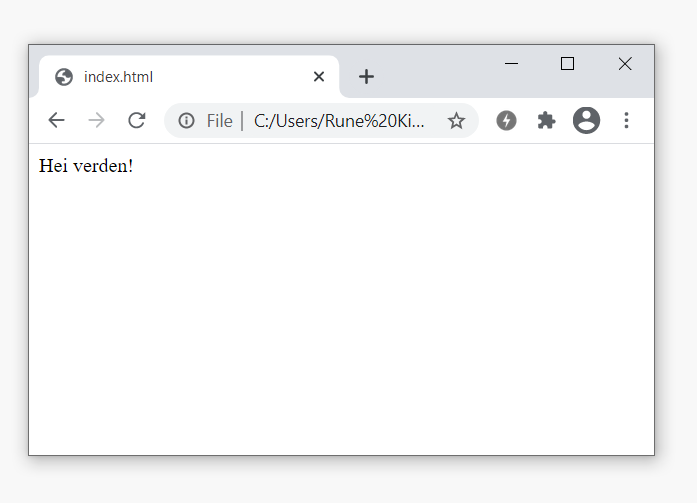 index.html
File | C:/Users/Rune%20Ki...
Hei verden!